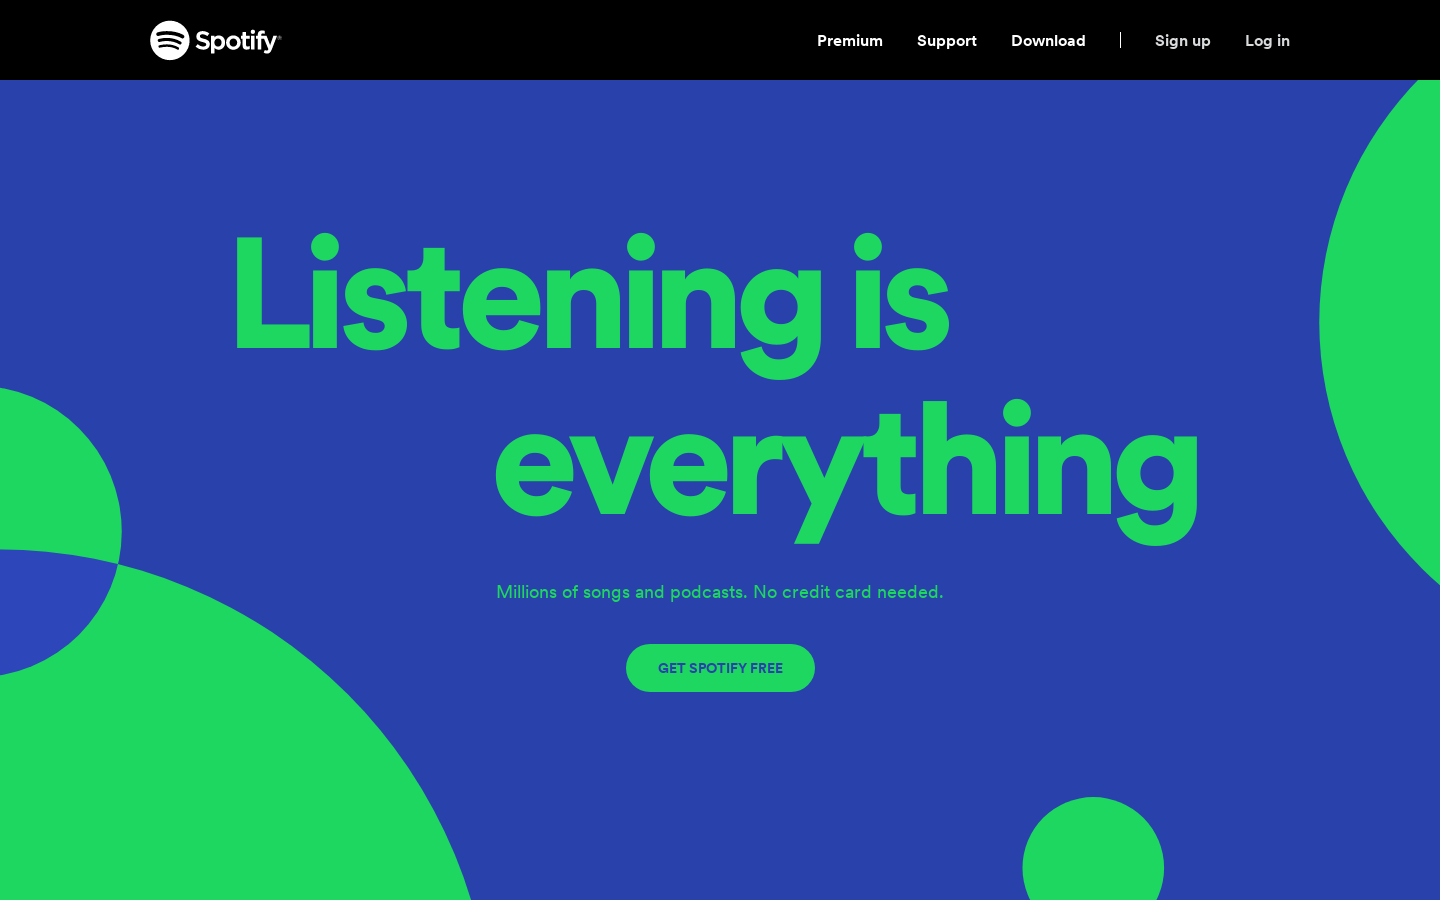 Spotify®
Premium Support Download Sign up Log in
Listening is
everything
Millions of songs and podcasts. No credit card needed.
GET SPOTIFY FREE